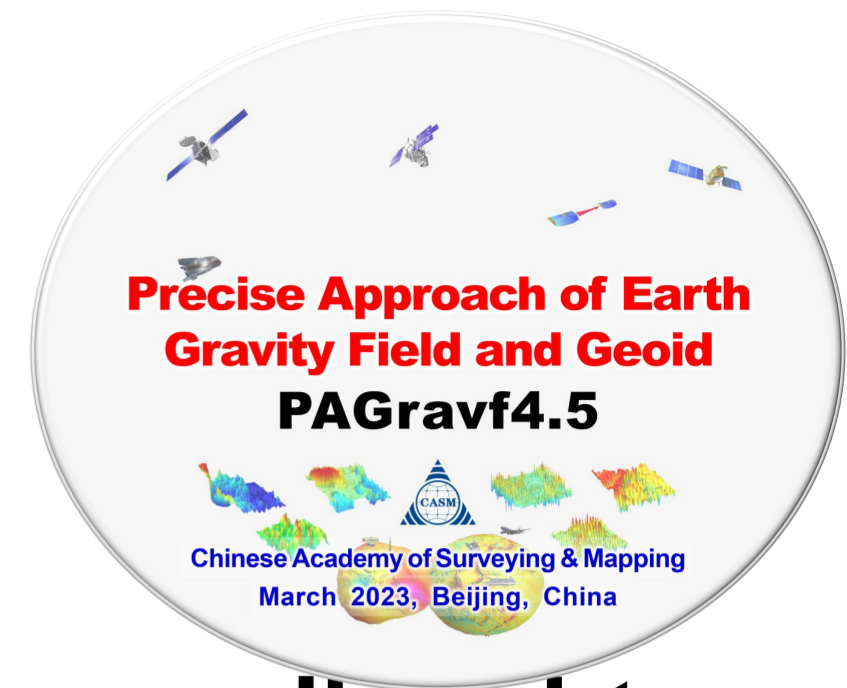 Precise Approach of Earth
Gravity Field and Geoid
PAGravf4.5
CASM
Chinese Academy of Surveying & Mapping
March 2023, Beijing, China